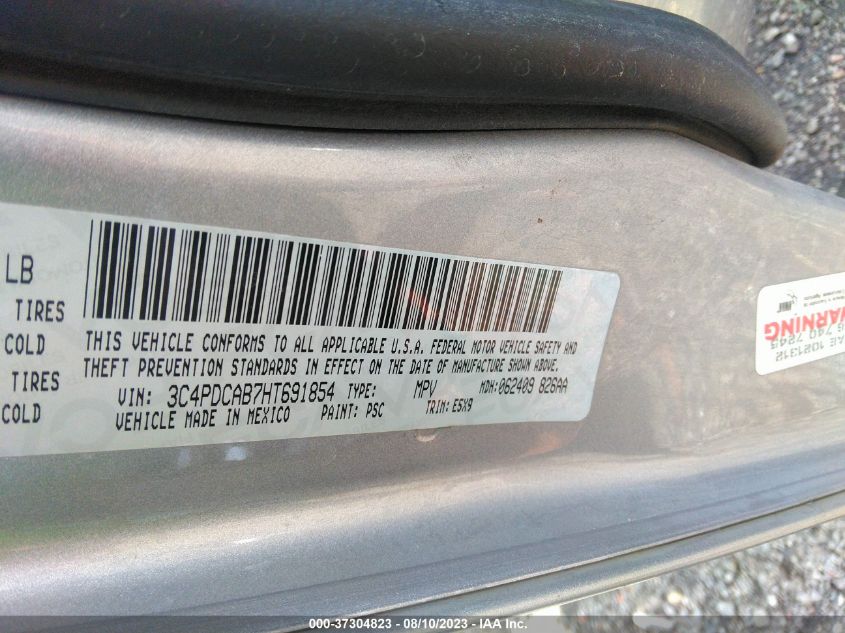 LB
TIRES
COLD
TIRES
COLD
THIS VEHICLE CONFORMS TO ALL APPLICABLE U.S.A. FEDERAL MOTOR VEHICLE SAFETY AND
THEFT PREVENTION STANDARDS IN EFFECT ON THE DATE OF MANUFACTURE SHOWN ABOVE.
VIN: 3C4PDCAB7HT691854 TYPE: MPV MDH:062409 826AA
VEHICLE MADE IN MEXICO PAINT: PSC TRIM: E5X9
WARNING
000-37304823 - 08/10/2023 - IAA Inc.